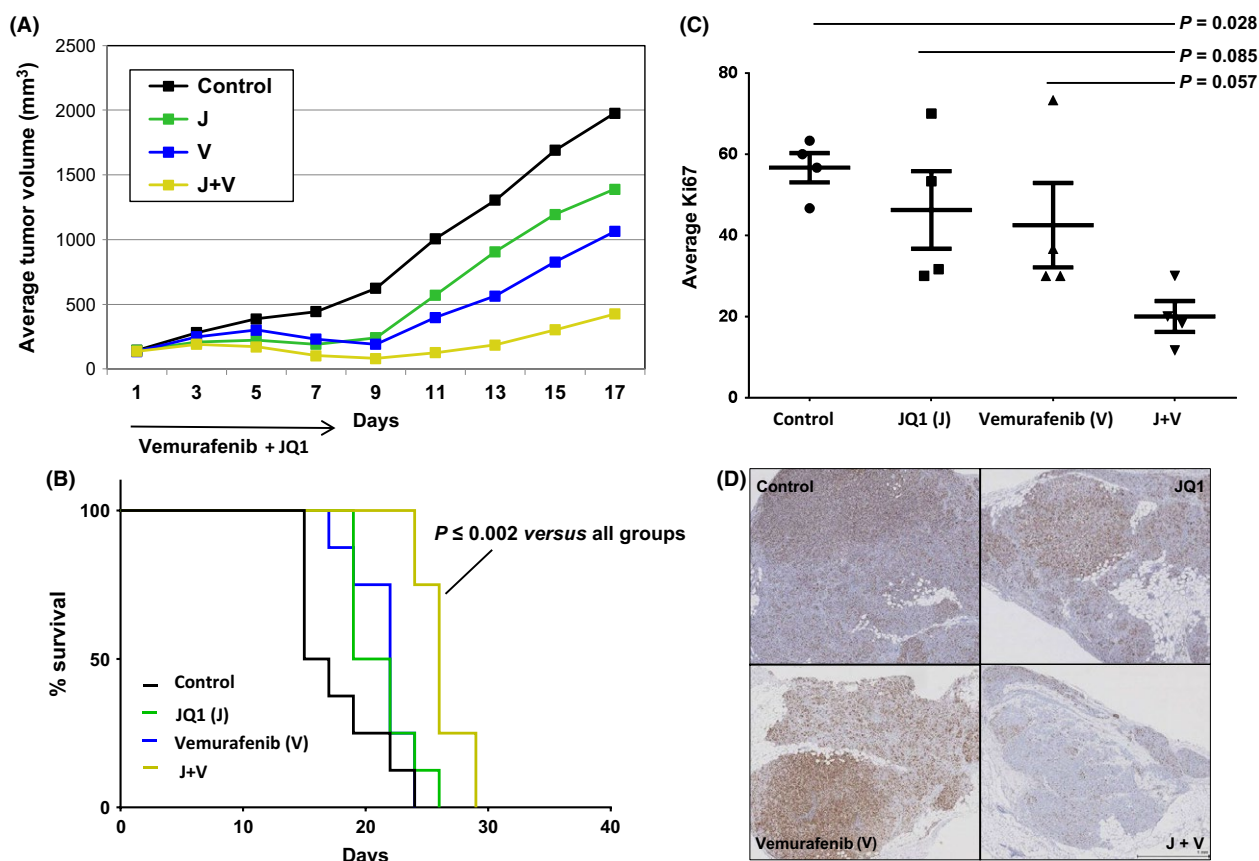 (A)
Average tumor volume (mm³)
2500
2000
1500
1000
500
0
Control
J
V
J+V
1 3 5 7 9 11 13 15 17
Days
Vemurafenib + JQ1
(B)
% survival
100
50
0
P ≤ 0.002 versus all groups
Control
JQ1 (J)
Vemurafenib (V)
J+V
0 10 20 30 40
Days
(C)
P = 0.028
P = 0.085
P = 0.057
Average Ki67
80
60
40
20
0
Control JQ1 (J) Vemurafenib (V) J+V
(D)
Control
JQ1
Vemurafenib (V)
J + V